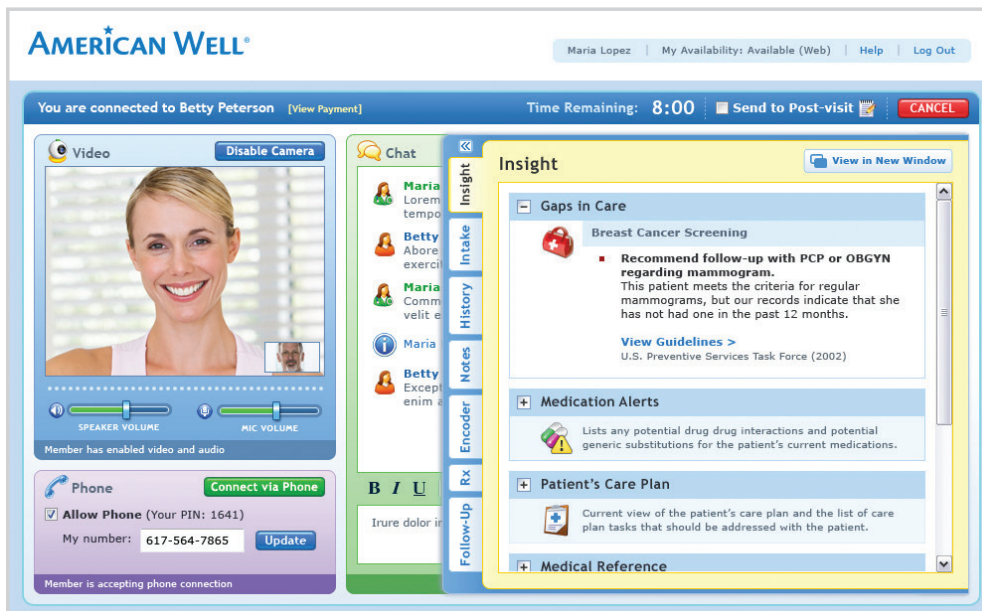 AMERICAN WELL®
Maria Lopez | My Availability: Available (Web) | Help | Log Out
You are connected to Betty Peterson [View Payment]
Time Remaining: 8:00 Send to Post-visit CANCEL
Video Disable Camera
SPEAKER VOLUME MIC VOLUME
Member has enabled video and audio
Phone Connect via Phone
Allow Phone (Your PIN: 1641)
My number: 617-564-7865 Update
Member is accepting phone connection
Chat
Maria
Lorem
tempo
Betty
Abore
exerci
Maria
Comm
velit e
Maria
Betty
Except
enim a
B I U
Irure dolor in
Insight
Intake
History
Notes
Encoder
Rx
Follow-Up
Insight View in New Window
Gaps in Care
Breast Cancer Screening
Recommend follow-up with PCP or OBGYN
regarding mammogram.
This patient meets the criteria for regular
mammograms, but our records indicate that she
has not had one in the past 12 months.
View Guidelines >
U.S. Preventive Services Task Force (2002)
Medication Alerts
Lists any potential drug drug interactions and potential
generic substitutions for the patient's current medications.
Patient's Care Plan
Current view of the patient's care plan and the list of care
plan tasks that should be addressed with the patient.
Medical Reference